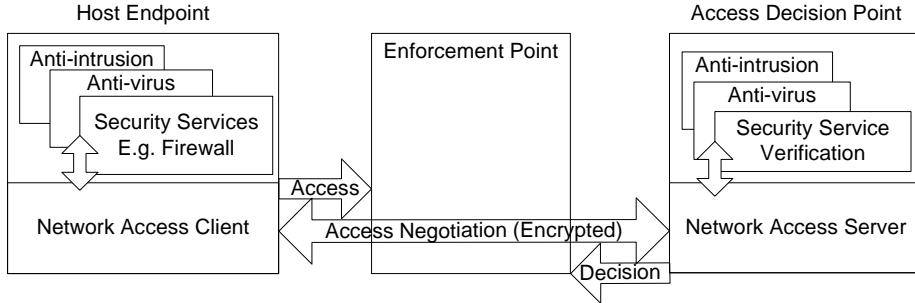 Host Endpoint
Anti-intrusion
Anti-virus
Security Services
E.g. Firewall
Network Access Client
Enforcement Point
Access
Access Negotiation (Encrypted)
Decision
Access Decision Point
Anti-intrusion
Anti-virus
Security Service
Verification
Network Access Server